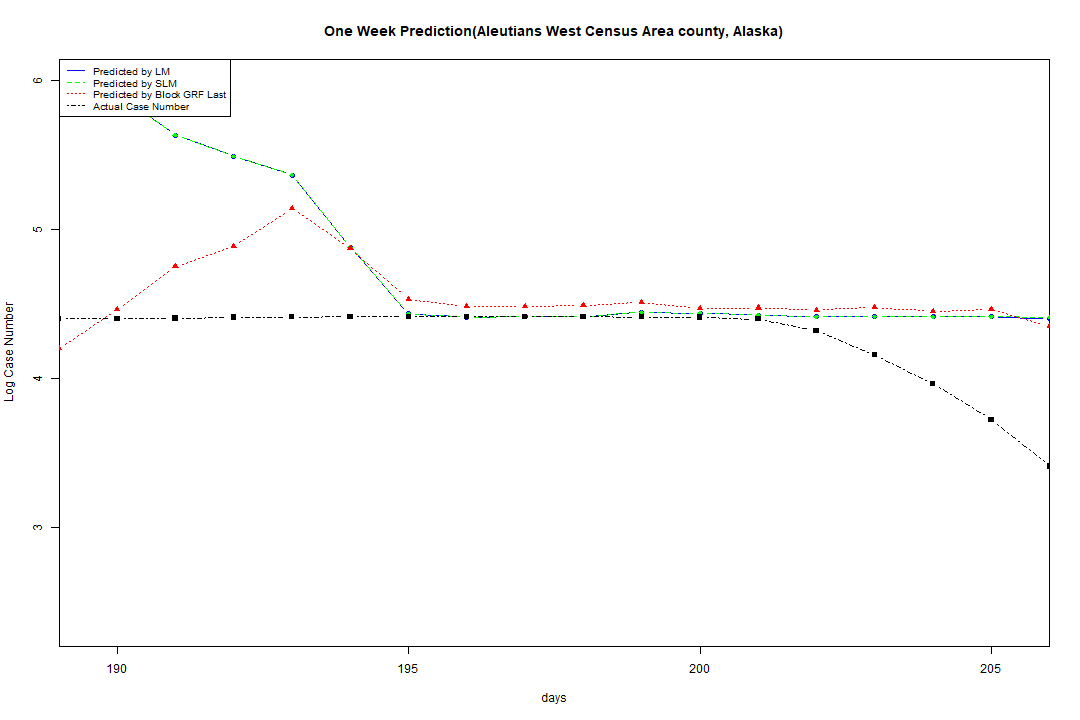 One Week Prediction(Aleutians West Census Area county, Alaska)
Predicted by LM
Predicted by SLM
Predicted by Block GRF Last
Actual Case Number
6
5
4
3
Log Case Number
190 195 200 205
days